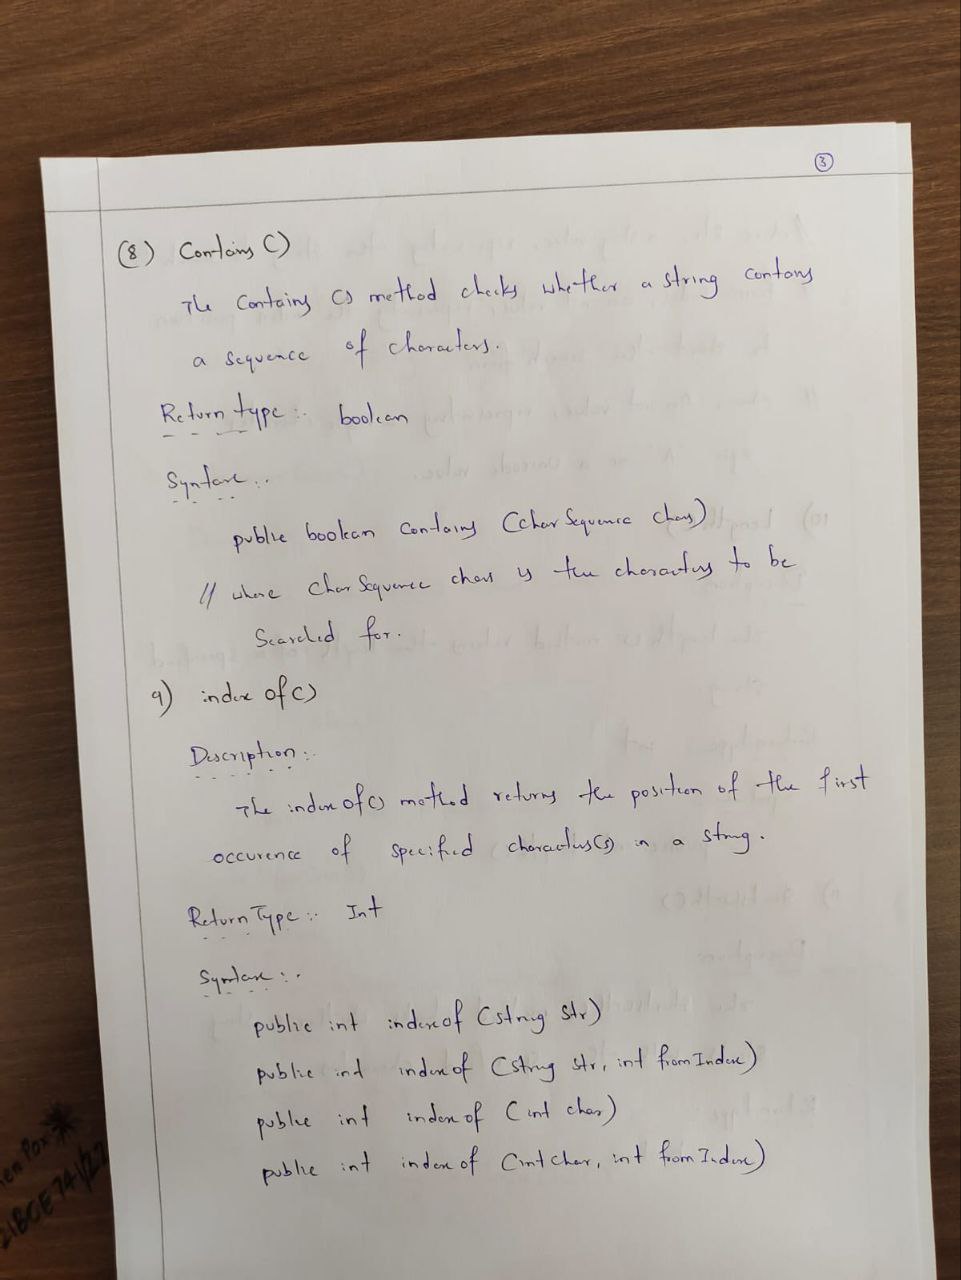 3
(8) Contains ()
The Contains () method checks whether a string contains
a sequence of characters.
Return type :- boolean
Syntax :-
public boolean contains (char Sequence chars)
// where Char Sequence chars is the characters to be
Searched for.
9) index of ()
Description :-
The index of () method returns the position of the first
occurence of specified character(s) in a string.
Return Type :- Int
Syntax :-
public int index of (string str)
public int index of (string str, int from Index)
public int index of (int char)
public int index of (int char, int from Index)
21BCE741/22